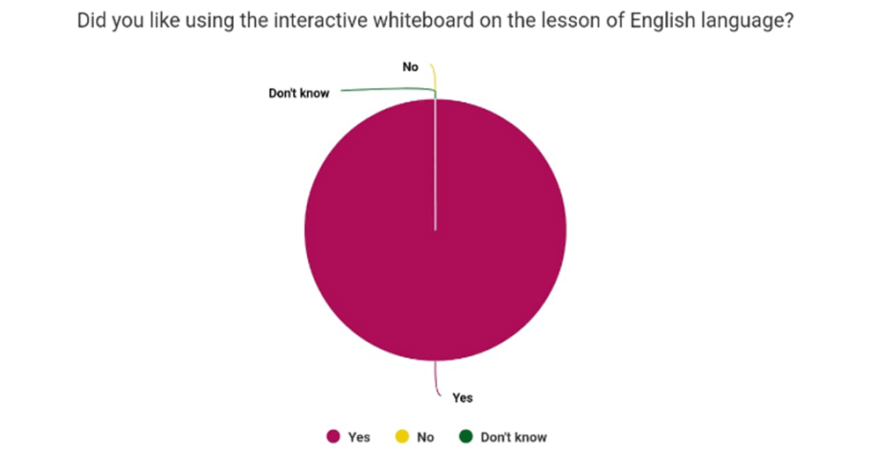 Did you like using the interactive whiteboard on the lesson of English language?
No
Don't know
Yes
Yes No Don't know